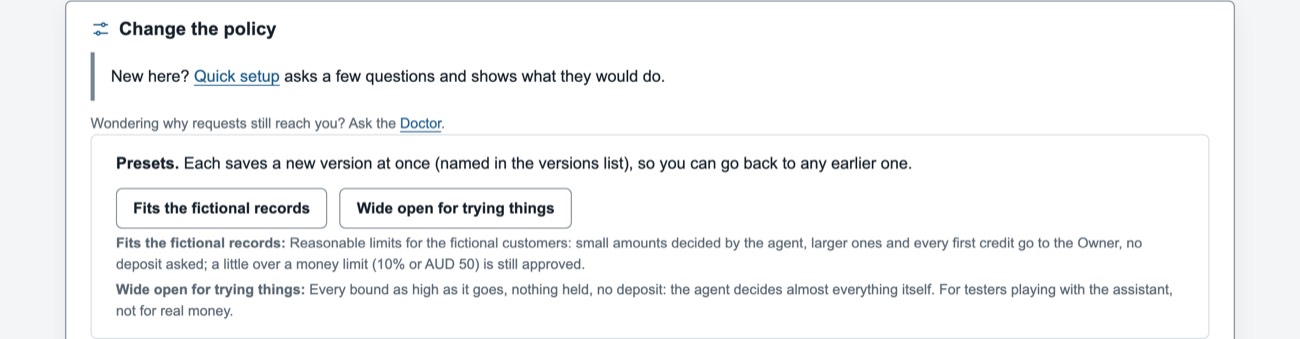 Change the policy
New here? Quick setup asks a few questions and shows what they would do.
Wondering why requests still reach you? Ask the Doctor.
Presets. Each saves a new version at once (named in the versions list), so you can go back to any earlier one.
Fits the fictional records
Wide open for trying things
Fits the fictional records: Reasonable limits for the fictional customers: small amounts decided by the agent, larger ones and every first credit go to the Owner, no
deposit asked; a little over a money limit (10% or AUD 50) is still approved.
Wide open for trying things: Every bound as high as it goes, nothing held, no deposit: the agent decides almost everything itself. For testers playing with the assistant,
not for real money.